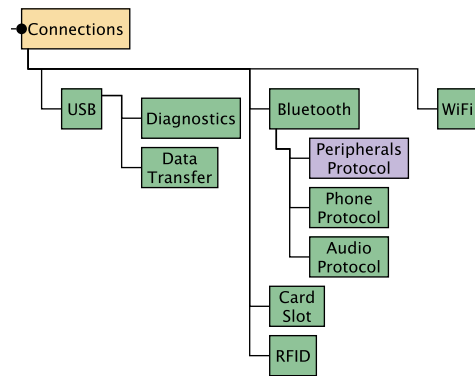 Connections
USB
Diagnostics
Data
Transfer
Bluetooth
Peripherals
Protocol
Phone
Protocol
Audio
Protocol
Card
Slot
RFID
WiFi